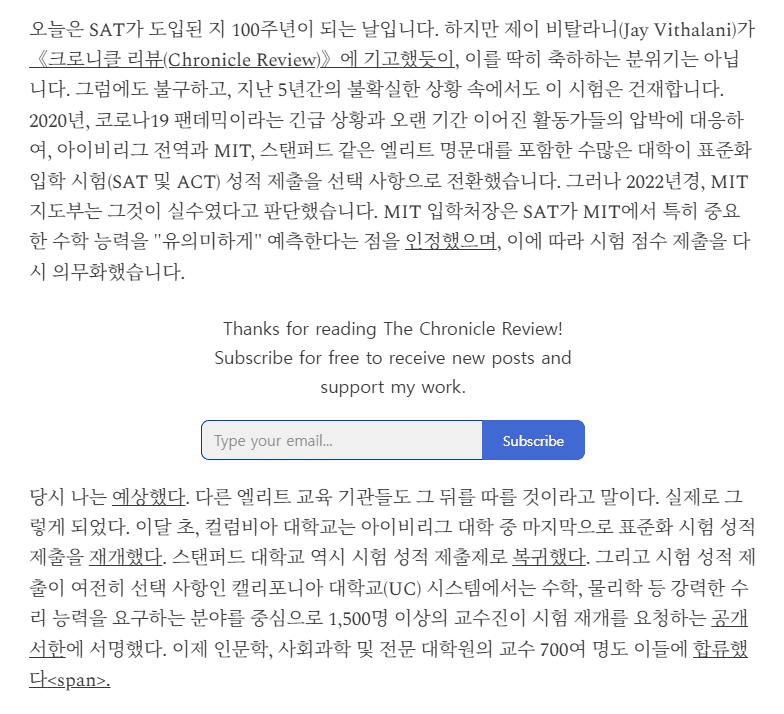 오늘은 SAT가 도입된 지 100주년이 되는 날입니다. 하지만 제이 비탈라니(Jay Vithalani)가
《크로니클 리뷰(Chronicle Review)》에 기고했듯이, 이를 딱히 축하하는 분위기는 아닙
니다. 그럼에도 불구하고, 지난 5년간의 불확실한 상황 속에서도 이 시험은 건재합니다.
2020년, 코로나19 팬데믹이라는 긴급 상황과 오랜 기간 이어진 활동가들의 압박에 대응하
여, 아이비리그 전역과 MIT, 스탠퍼드 같은 엘리트 명문대를 포함한 수많은 대학이 표준화
입학 시험(SAT 및 ACT) 성적 제출을 선택 사항으로 전환했습니다. 그러나 2022년경, MIT
지도부는 그것이 실수였다고 판단했습니다. MIT 입학처장은 SAT가 MIT에서 특히 중요
한 수학 능력을 "유의미하게" 예측한다는 점을 인정했으며, 이에 따라 시험 점수 제출을 다
시 의무화했습니다.
Thanks for reading The Chronicle Review!
Subscribe for free to receive new posts and
support my work.
Type your email...
Subscribe
당시 나는 예상했다. 다른 엘리트 교육 기관들도 그 뒤를 따를 것이라고 말이다. 실제로 그
렇게 되었다. 이달 초, 컬럼비아 대학교는 아이비리그 대학 중 마지막으로 표준화 시험 성적
제출을 재개했다. 스탠퍼드 대학교 역시 시험 성적 제출제로 복귀했다. 그리고 시험 성적 제
출이 여전히 선택 사항인 캘리포니아 대학교(UC) 시스템에서는 수학, 물리학 등 강력한 수
리 능력을 요구하는 분야를 중심으로 1,500명 이상의 교수진이 시험 재개를 요청하는 공개
서한에 서명했다. 이제 인문학, 사회과학 및 전문 대학원의 교수 700여 명도 이들에 합류했
다<span>.